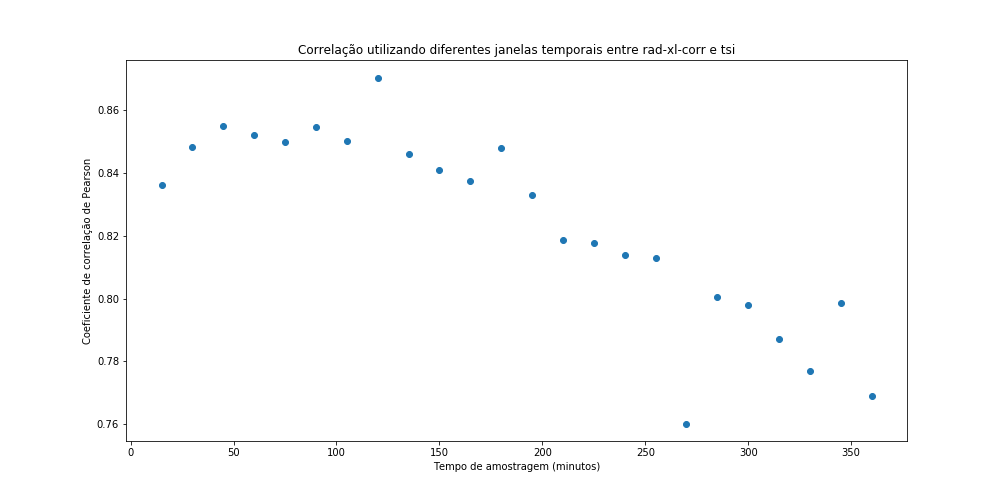 Correlação utilizando diferentes janelas temporais entre rad-xl-corr e tsi
Coeficiente de correlação de Pearson
0.86
0.84
0.82
0.80
0.78
0.76
0 50 100 150 200 250 300 350
Tempo de amostragem (minutos)